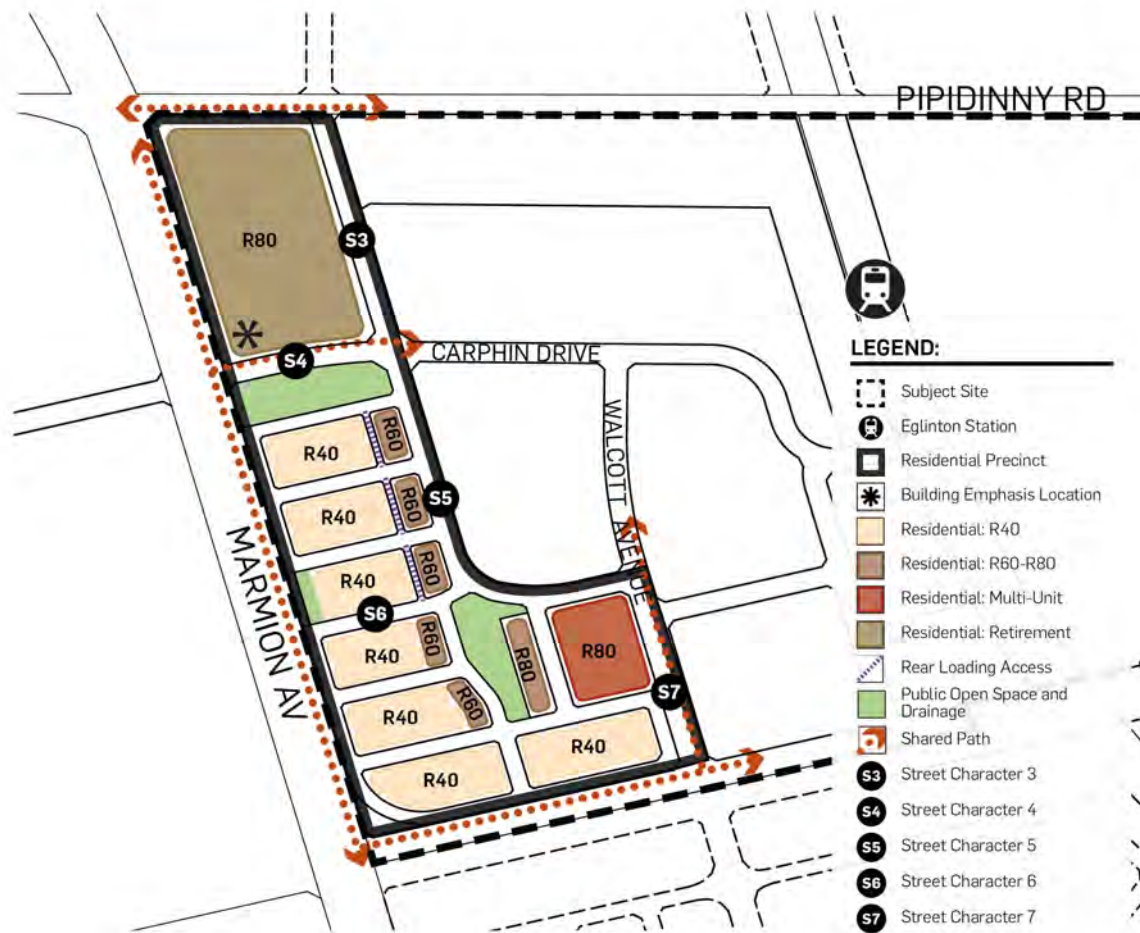 PIPIDINNY RD
R80
S3
S4
CARPHIN DRIVE
WALCOTT AVENUE
MARMION AV
R40
R60
R40
R60
S5
R40
R60
S6
R40
R60
R80
R80
S7
R40
R60
R40
R40
LEGEND:
Subject Site
Eglinton Station
Residential Precinct
Building Emphasis Location
Residential: R40
Residential: R60-R80
Residential: Multi-Unit
Residential: Retirement
Rear Loading Access
Public Open Space and
Drainage
Shared Path
S3 Street Character 3
S4 Street Character 4
S5 Street Character 5
S6 Street Character 6
S7 Street Character 7